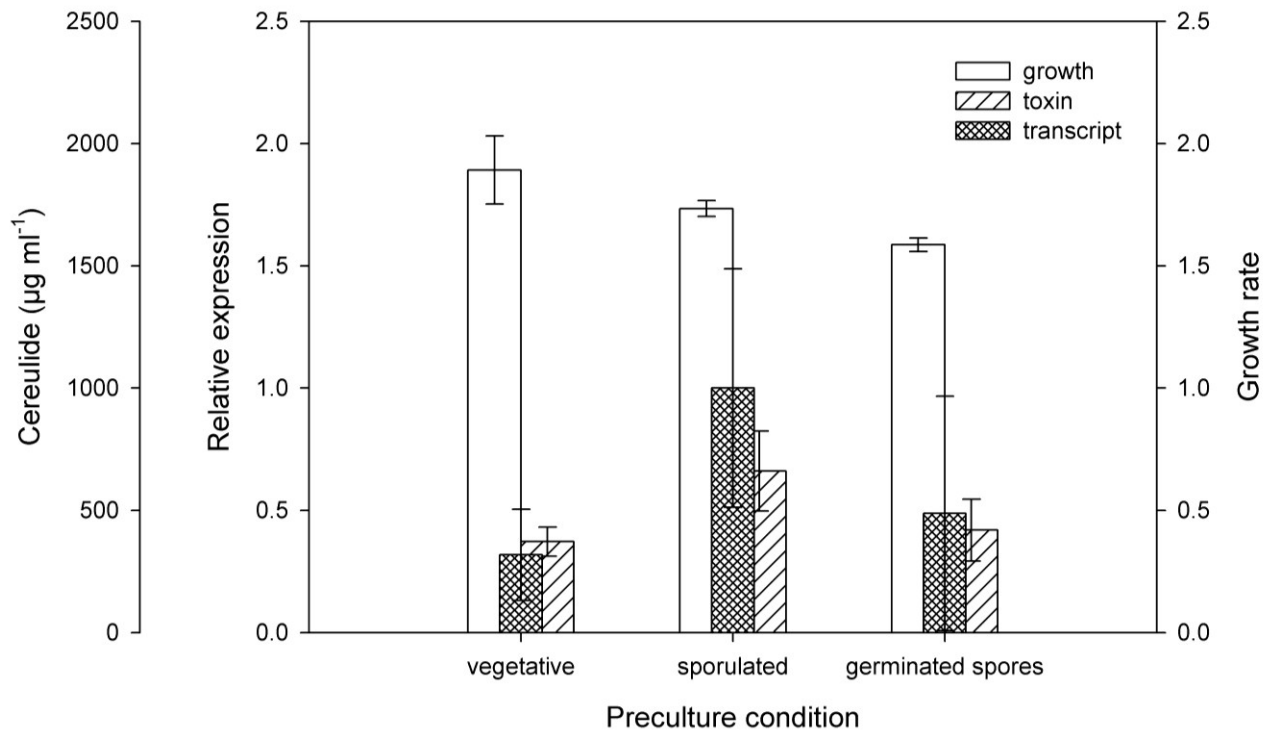 2500
2000
1500
1000
500
0
Cereulide (µg ml⁻¹)
2.5
2.0
1.5
1.0
0.5
0.0
Relative expression
growth
toxin
transcript
2.5
2.0
1.5
1.0
0.5
0.0
Growth rate
vegetative sporulated germinated spores
Preculture condition